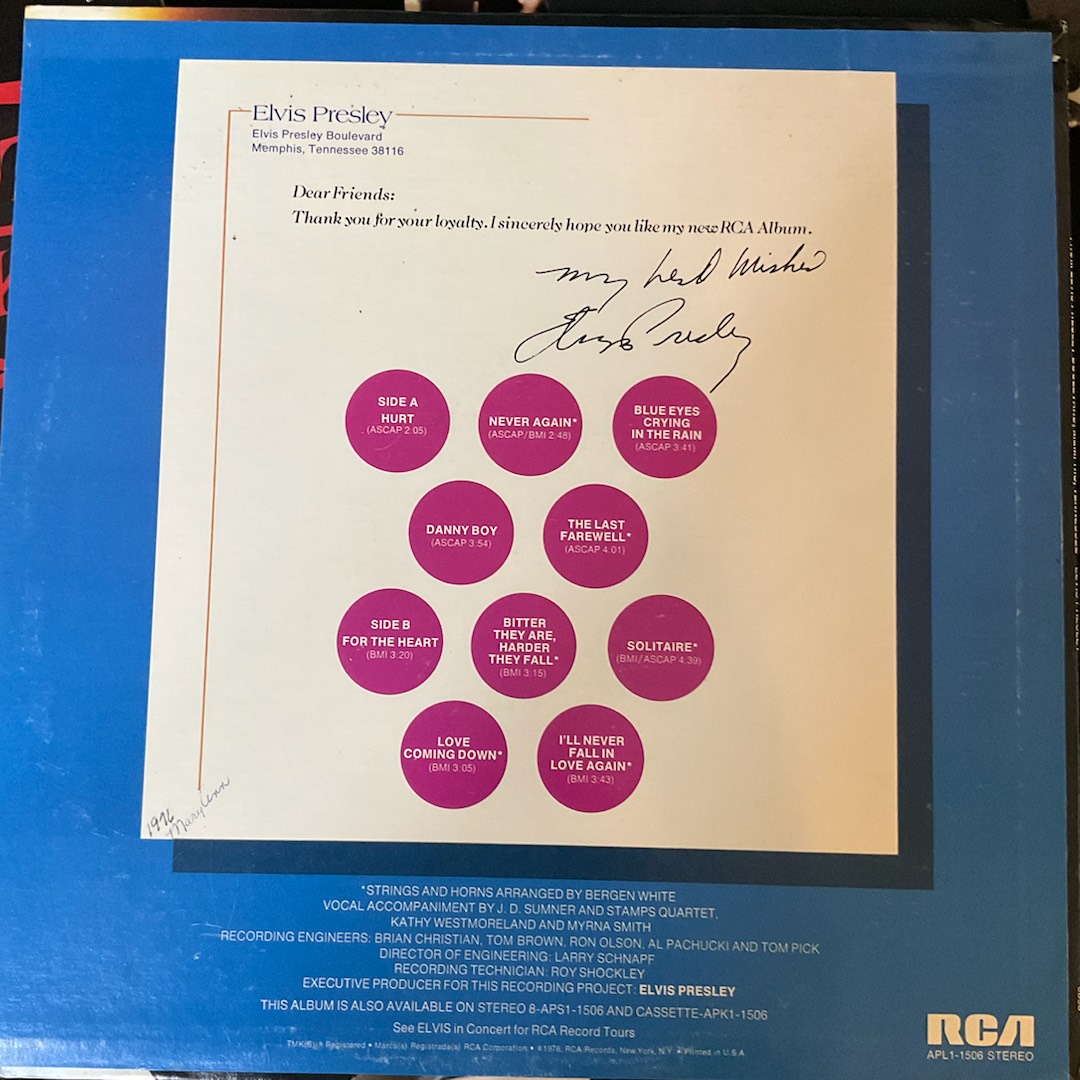 Elvis Presley
Elvis Presley Boulevard
Memphis, Tennessee 38116
Dear Friends:
Thank you for your loyalty. I sincerely hope you like my new RCA Album.
my best wishes
Elvis Presley
SIDE A
HURT
(ASCAP 2:05)
NEVER AGAIN*
(ASCAP/BMI 2:48)
BLUE EYES
CRYING
IN THE RAIN
(ASCAP 3:41)
DANNY BOY
(ASCAP 3:54)
THE LAST
FAREWELL*
(ASCAP 4:01)
SIDE B
FOR THE HEART
(BMI 3:20)
BITTER
THEY ARE,
HARDER
THEY FALL*
(BMI 3:15)
SOLITAIRE*
(BMI/ASCAP 4:39)
LOVE
COMING DOWN*
(BMI 3:05)
I'LL NEVER
FALL IN
LOVE AGAIN*
(BMI 3:43)
1976
Mary Ann
*STRINGS AND HORNS ARRANGED BY BERGEN WHITE
VOCAL ACCOMPANIMENT BY J. D. SUMNER AND STAMPS QUARTET,
KATHY WESTMORELAND AND MYRNA SMITH
RECORDING ENGINEERS: BRIAN CHRISTIAN, TOM BROWN, RON OLSON, AL PACHUCKI AND TOM PICK
DIRECTOR OF ENGINEERING: LARRY SCHNAPF
RECORDING TECHNICIAN: ROY SHOCKLEY
EXECUTIVE PRODUCER FOR THIS RECORDING PROJECT: ELVIS PRESLEY
THIS ALBUM IS ALSO AVAILABLE ON STEREO 8-APS1-1506 AND CASSETTE-APK1-1506
See ELVIS in Concert for RCA Record Tours
TMK(S)® Registered • Marca(s) Registrada(s) RCA Corporation • ©1976, RCA Records, New York, N.Y. • Printed in U.S.A.
RCA
APL1-1506 STEREO